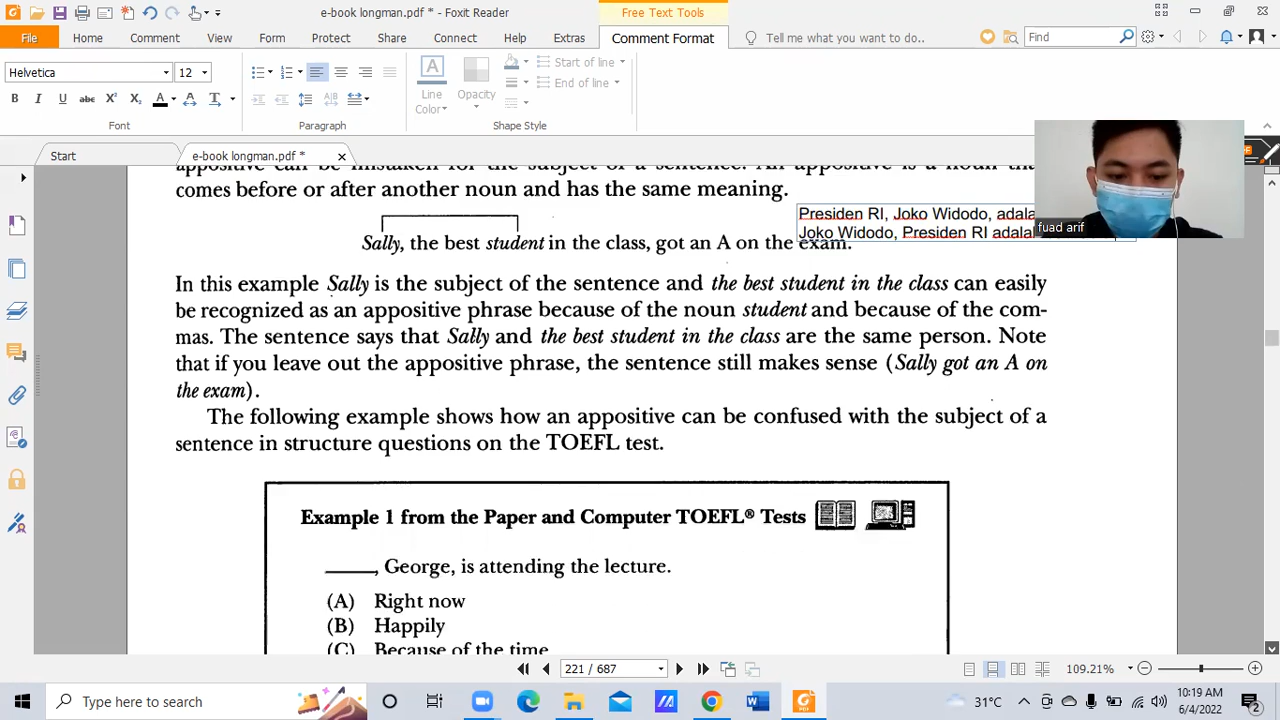 e-book longman.pdf * - Foxit Reader
Free Text Tools
File Home Comment View Form Protect Share Connect Help Extras Comment Format Tell me what you want to do.. Find
Helvetica 12
Start of line
End of line
Line Color
Opacity
Font Paragraph Shape Style
Start e-book longman.pdf *
appositive can be mistaken for the subject of a sentence. An appositive is a noun
comes before or after another noun and has the same meaning.
Presiden RI, Joko Widodo,
Joko Widodo, Presiden RI
fuad arif
Sally, the best student in the class, got an A on the exam.
In this example Sally is the subject of the sentence and the best student in the class can easily
be recognized as an appositive phrase because of the noun student and because of the com-
mas. The sentence says that Sally and the best student in the class are the same person. Note
that if you leave out the appositive phrase, the sentence still makes sense (Sally got an A on
the exam).
The following example shows how an appositive can be confused with the subject of a
sentence in structure questions on the TOEFL test.
Example 1 from the Paper and Computer TOEFL® Tests
_____, George, is attending the lecture.
(A) Right now
(B) Happily
(C) Because of the time
221 / 687
109.21%
Type here to search
31°C
10:19 AM
6/4/2022
2